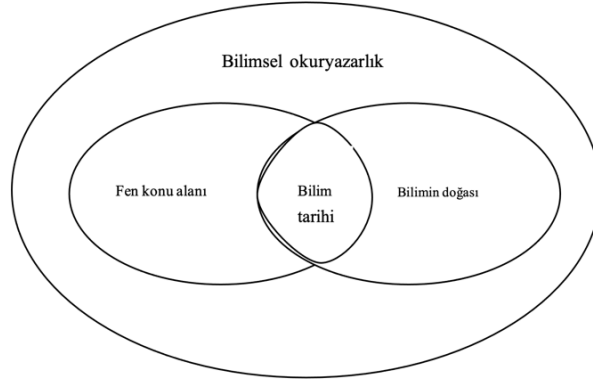 Bilimsel okuryazarlık
Fen konu alanı
Bilim
tarihi
Bilimin doğası